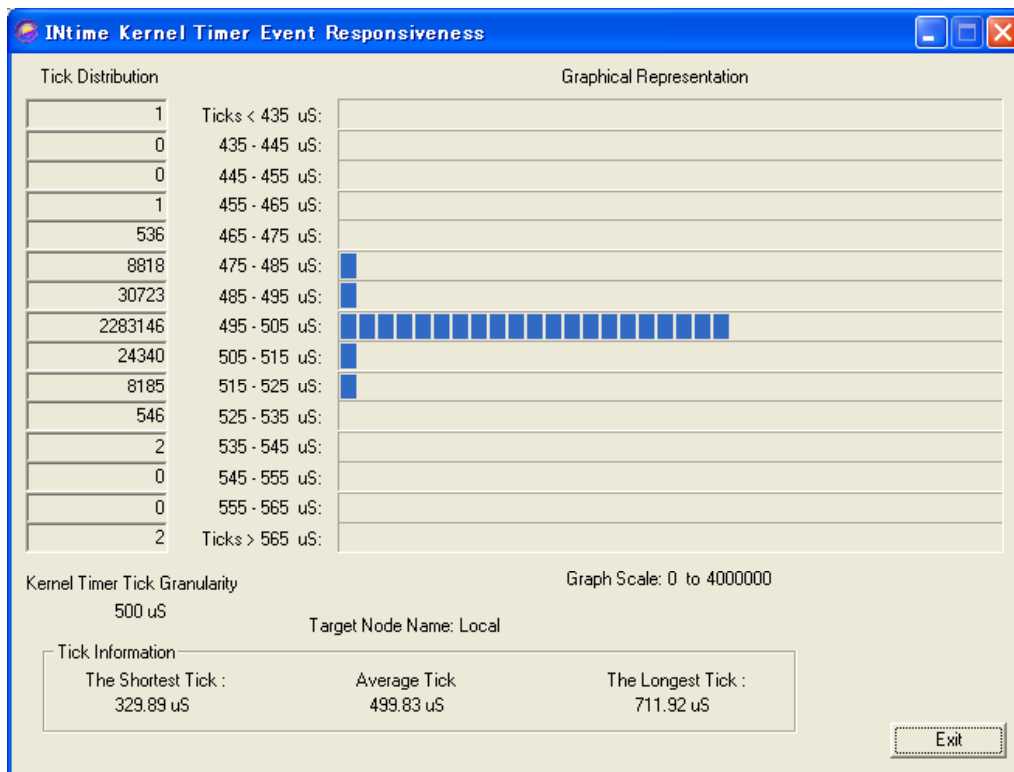 INtime Kernel Timer Event Responsiveness
Tick Distribution Graphical Representation
1 Ticks < 435 uS:
0 435 - 445 uS:
0 445 - 455 uS:
1 455 - 465 uS:
536 465 - 475 uS:
8818 475 - 485 uS:
30723 485 - 495 uS:
2283146 495 - 505 uS:
24340 505 - 515 uS:
8185 515 - 525 uS:
546 525 - 535 uS:
2 535 - 545 uS:
0 545 - 555 uS:
0 555 - 565 uS:
2 Ticks > 565 uS:
Kernel Timer Tick Granularity Graph Scale: 0 to 4000000
500 uS
Target Node Name: Local
Tick Information
The Shortest Tick : Average Tick The Longest Tick :
329.89 uS 499.83 uS 711.92 uS
Exit